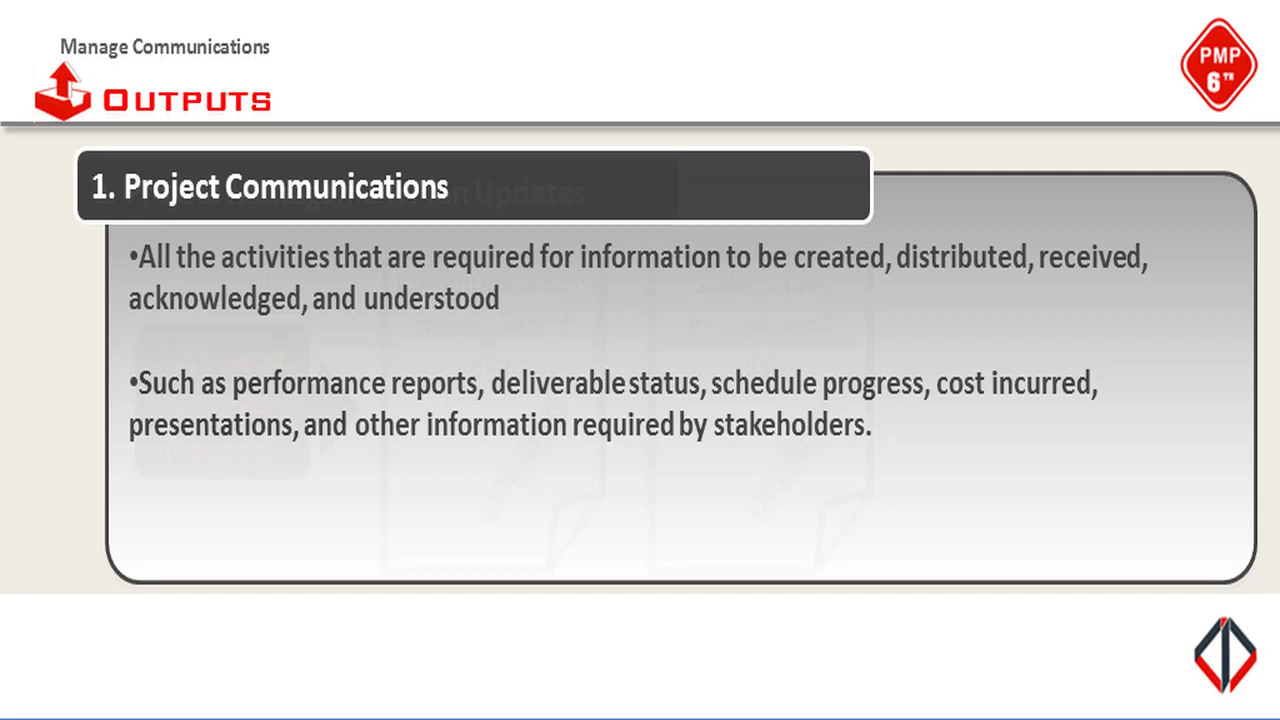 Manage Communications
OUTPUTS
PMP
6TH
1. Project Communications
•All the activities that are required for information to be created, distributed, received,
acknowledged, and understood
•Such as performance reports, deliverable status, schedule progress, cost incurred,
presentations, and other information required by stakeholders.